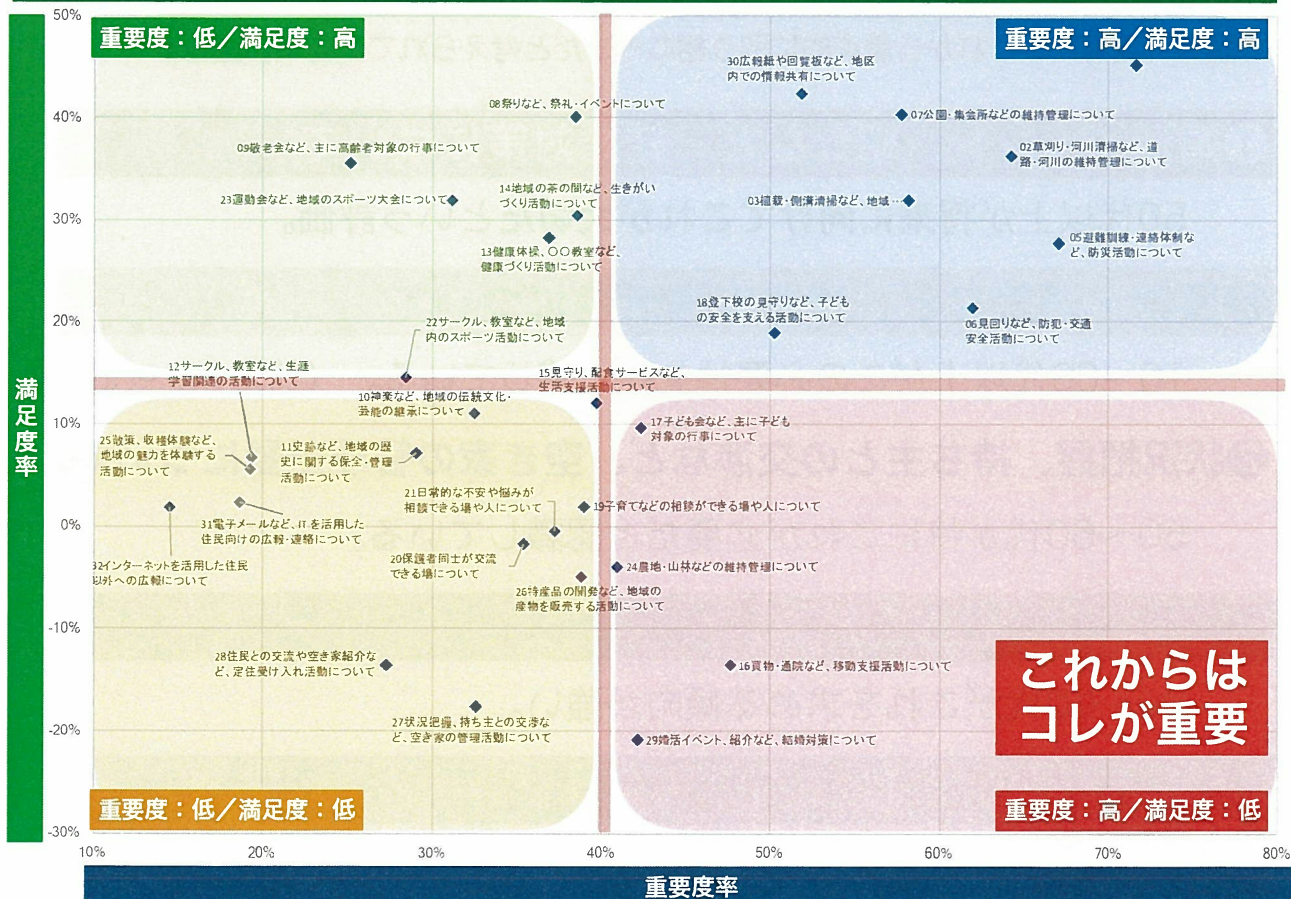 50%
重要度：低／満足度：高
重要度：高／満足度：高
30広報紙や回覧板など、地区
内での情報共有について
08祭りなど、祭礼・イベントについて
40%
07公園・集会所などの維持管理について
09敬老会など、主に高齢者対象の行事について
02草刈り・河川清掃など、道
路・河川の維持管理について
14地域の茶の間など、生きがい
づくり活動について
23運動会など、地域のスポーツ大会について
03植栽・側溝清掃など、地域…
30%
13健康体操、〇〇教室など、
健康づくり活動について
05避難訓練・連絡体制な
ど、防災活動について
18登下校の見守りなど、子ども
の安全を支える活動について
20%
22サークル、教室など、地域
内のスポーツ活動について
06見回りなど、防犯・交通
安全活動について
12サークル、教室など、生涯
学習関連の活動について
15見守り、配食サービスなど、
生活支援活動について
満足度率
10神楽など、地域の伝統文化・
芸能の継承について
10%
17子ども会など、主に子ども
対象の行事について
25散策、収穫体験など、
地域の魅力を体験する
活動について
11史跡など、地域の歴
史に関する保全・管理
活動について
21日常的な不安や悩みが
相談できる場や人について
19子育てなどの相談ができる場や人について
0%
31電子メールなど、ITを活用した
住民向けの広報・連絡について
20保護者同士が交流
できる場について
32インターネットを活用した住民
以外への広報について
24農地・山林などの維持管理について
26特産品の開発など、地域の
産物を販売する活動について
-10%
28住民との交流や空き家紹介な
ど、定住受け入れ活動について
16買物・通院など、移動支援活動について
これからは
コレが重要
27状況把握、持ち主との交渉な
ど、空き家の管理活動について
-20%
29婚活イベント、紹介など、結婚対策について
重要度：低／満足度：低
重要度：高／満足度：低
-30%
10%
20%
30%
40%
50%
60%
70%
80%
重要度率